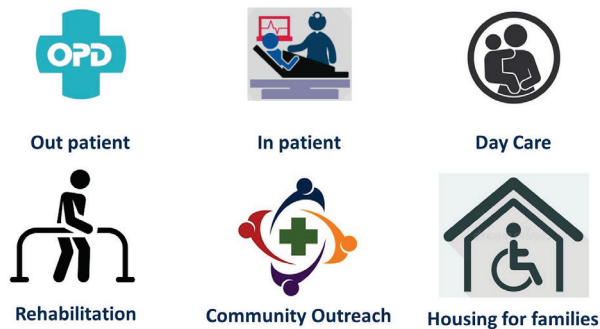 OPD
Out patient
In patient
Day Care
Rehabilitation
Community Outreach
Housing for families